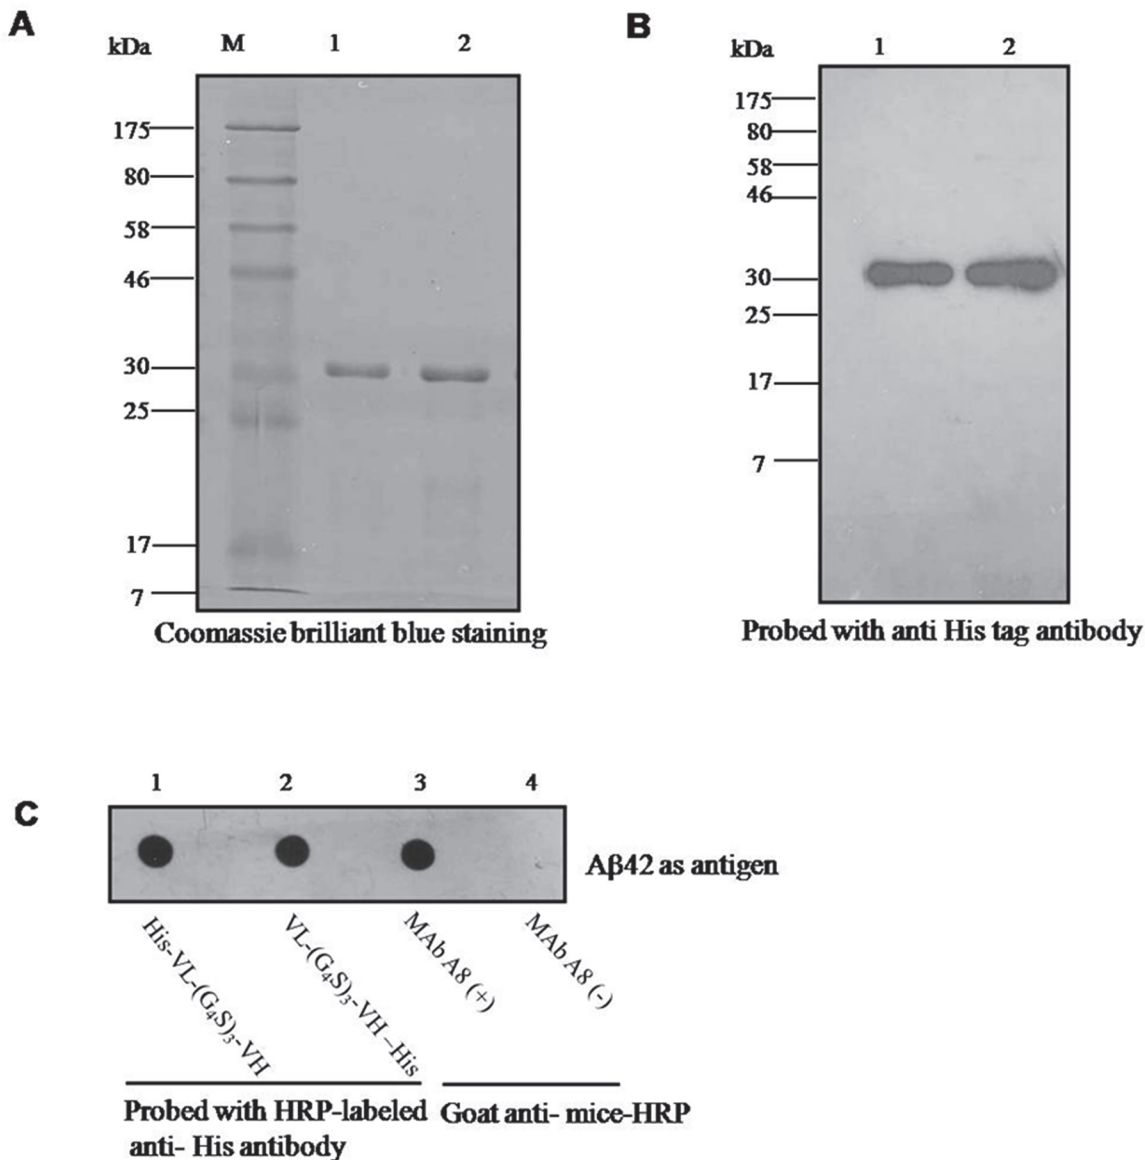 A
kDa M 1 2
175
80
58
46
30
25
17
7
Coomassie brilliant blue staining
B
kDa 1 2
175
80
58
46
30
25
17
7
Probed with anti His tag antibody
C
1 2 3 4
Aβ42 as antigen
His-VL-(G₄S)₃-VH
VL-(G₄S)₃-VH –His
MAb A8 (+)
MAb A8 (-)
Probed with HRP-labeled
anti- His antibody
Goat anti- mice-HRP